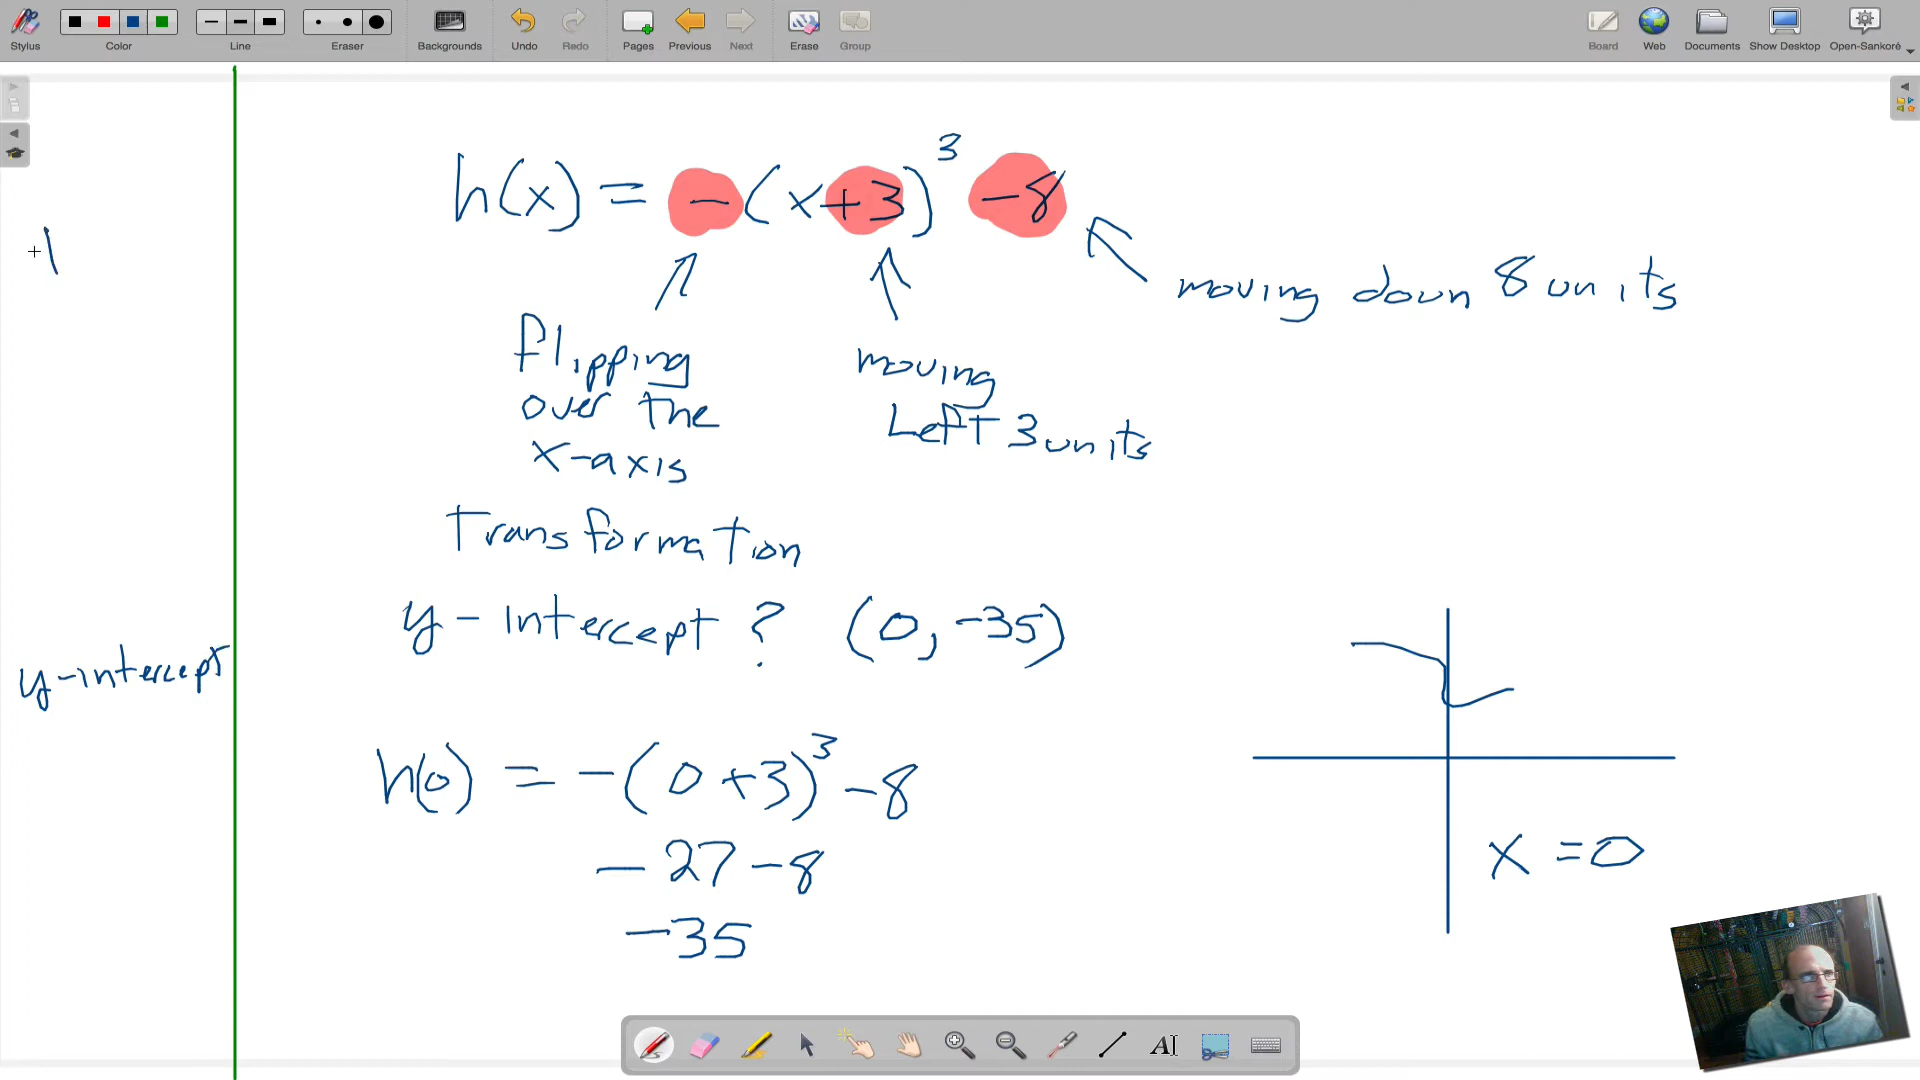 Stylus
Color
Line
Eraser
Backgrounds
Undo
Redo
Pages
Previous
Next
Erase
Group
Board
Web
Documents
Show Desktop
Open-Sankoré
h(x) = -(x+3)³ -8
moving down 8 units
flipping
over the
x-axis
moving
Left 3 units
Transformation
y-intercept? (0, -35)
y-intercept
h(0) = -(0+3)³ -8
-27 -8
-35
x = 0
AI